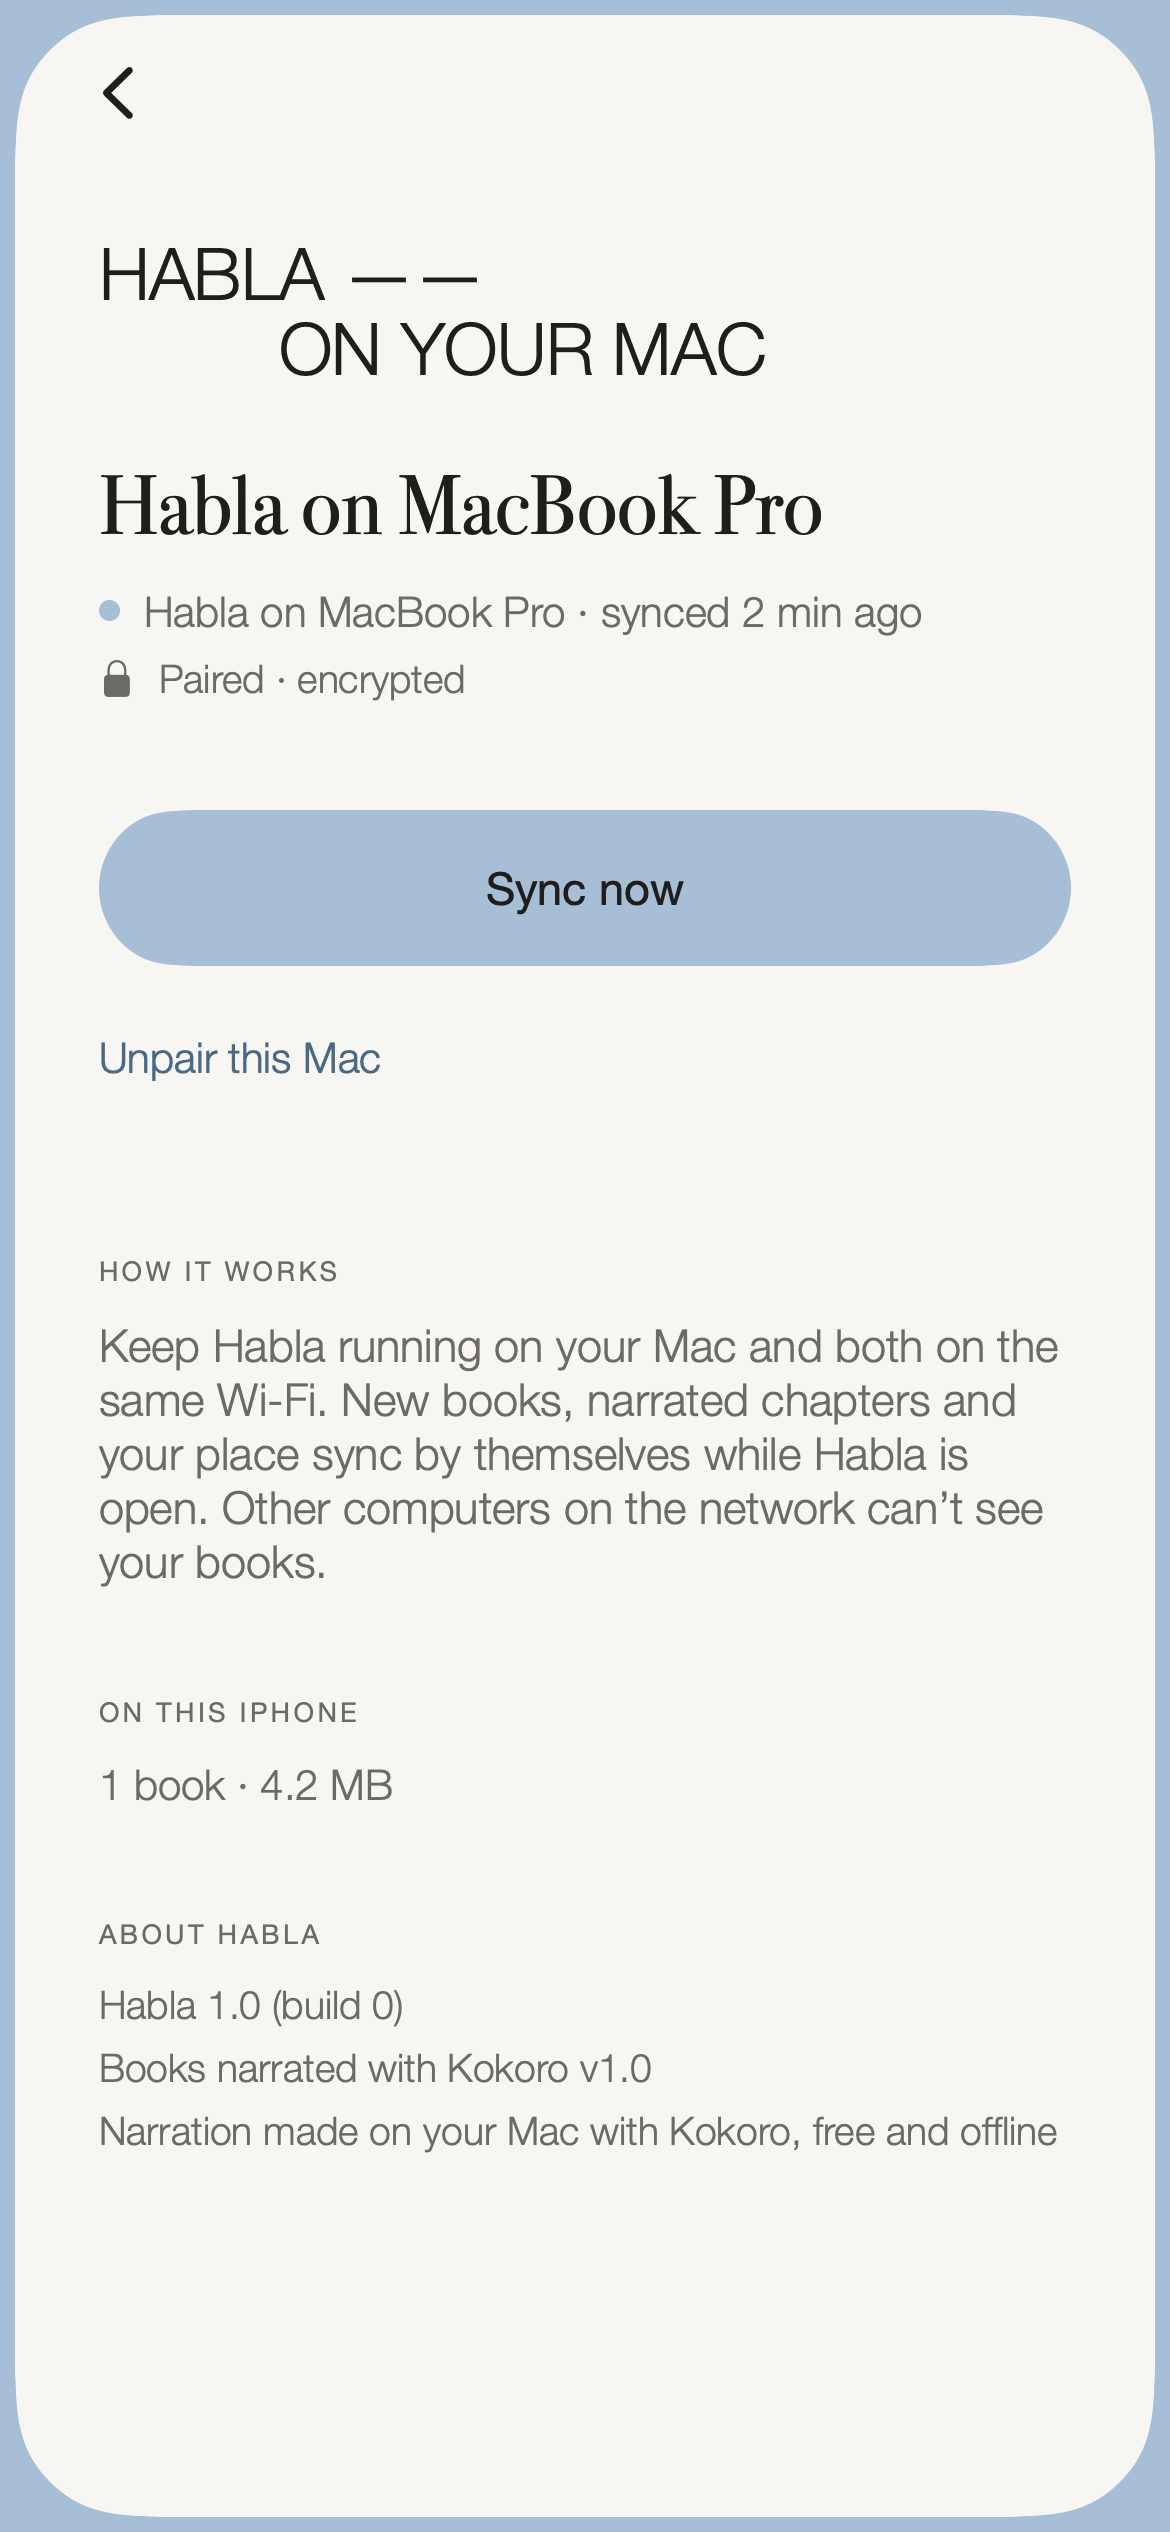 HABLA — —
ON YOUR MAC
Habla on MacBook Pro
Habla on MacBook Pro · synced 2 min ago
Paired · encrypted
Sync now
Unpair this Mac
HOW IT WORKS
Keep Habla running on your Mac and both on the
same Wi-Fi. New books, narrated chapters and
your place sync by themselves while Habla is
open. Other computers on the network can’t see
your books.
ON THIS IPHONE
1 book · 4.2 MB
ABOUT HABLA
Habla 1.0 (build 0)
Books narrated with Kokoro v1.0
Narration made on your Mac with Kokoro, free and offline